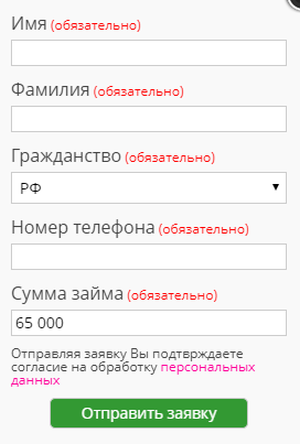 Имя (обязательно)
Фамилия (обязательно)
Гражданство (обязательно)
РФ
Номер телефона (обязательно)
Сумма займа (обязательно)
65 000
Отправляя заявку Вы подтврждаете
согласие на обработку персональных
данных
Отправить заявку